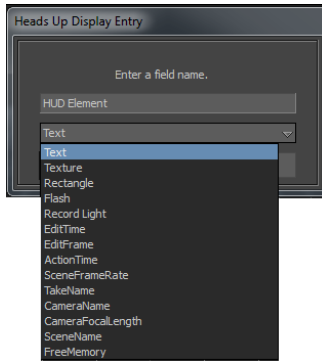 Heads Up Display Entry
Enter a field name.
HUD Element
Text
Text
Texture
Rectangle
Flash
Record Light
EditTime
EditFrame
ActionTime
SceneFrameRate
TakeName
CameraName
CameraFocalLength
SceneName
FreeMemory